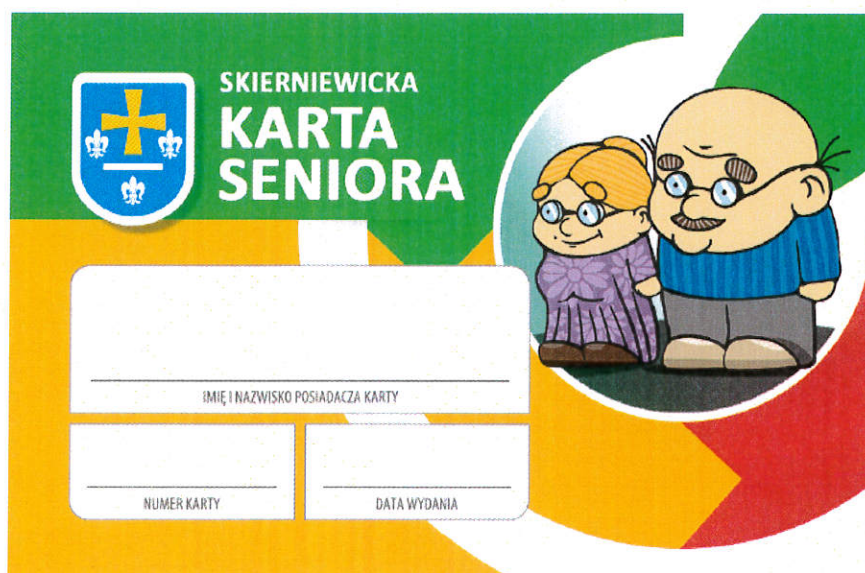 SKIERNIEWICKA
KARTA
SENIORA
IMIĘ I NAZWISKO POSIADACZA KARTY
NUMER KARTY
DATA WYDANIA